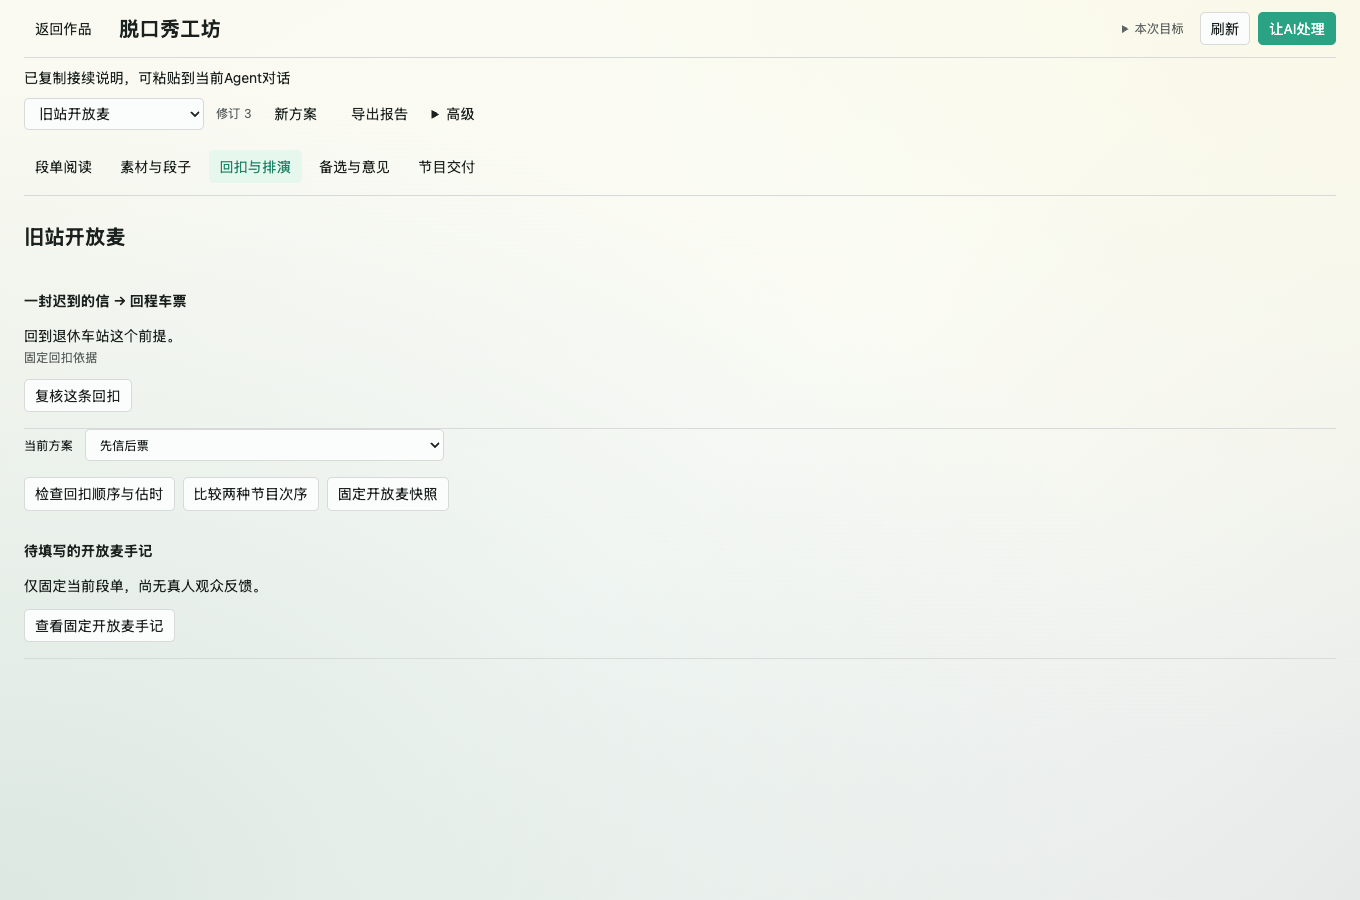 返回作品 脱口秀工坊 ▶ 本次目标 刷新 让AI处理
已复制接续说明，可粘贴到当前Agent对话
旧站开放麦 修订 3 新方案 导出报告 ▶ 高级
段单阅读 素材与段子 回扣与排演 备选与意见 节目交付
旧站开放麦
一封迟到的信 → 回程车票
回到退休车站这个前提。
固定回扣依据
复核这条回扣
当前方案 先信后票
检查回扣顺序与估时 比较两种节目次序 固定开放麦快照
待填写的开放麦手记
仅固定当前段单，尚无真人观众反馈。
查看固定开放麦手记